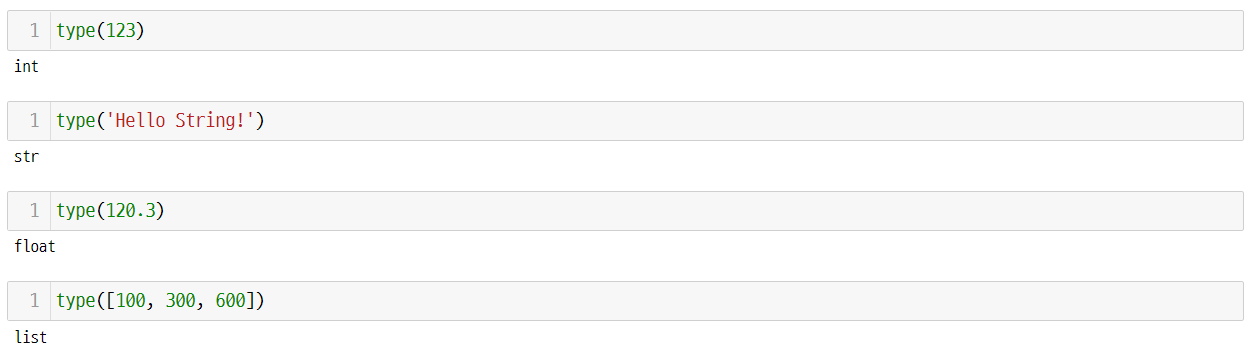 1 type(123)
int
1 type('Hello String!')
str
1 type(120.3)
float
1 type([100, 300, 600])
list